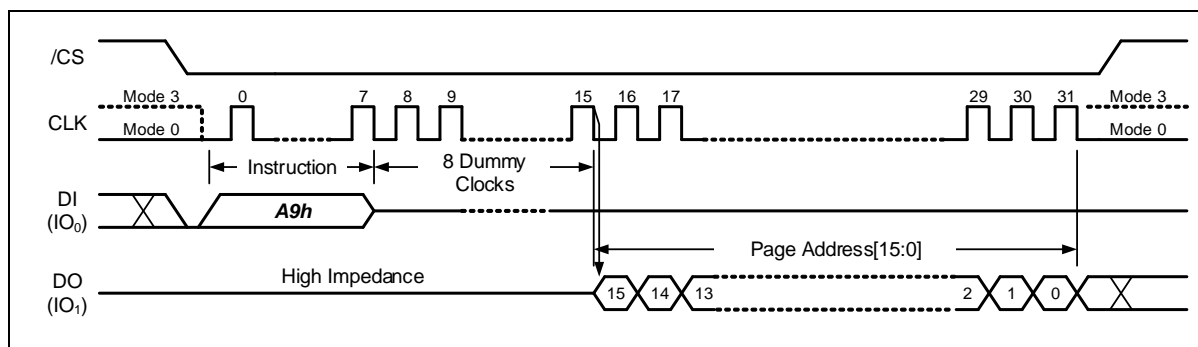 /CS
Mode 3 0 7 8 9 15 16 17 29 30 31 Mode 3
CLK
Mode 0 Mode 0
Instruction 8 Dummy
Clocks
DI
(IO0) A9h
Page Address[15:0]
High Impedance
DO
(IO1) 15 14 13 2 1 0